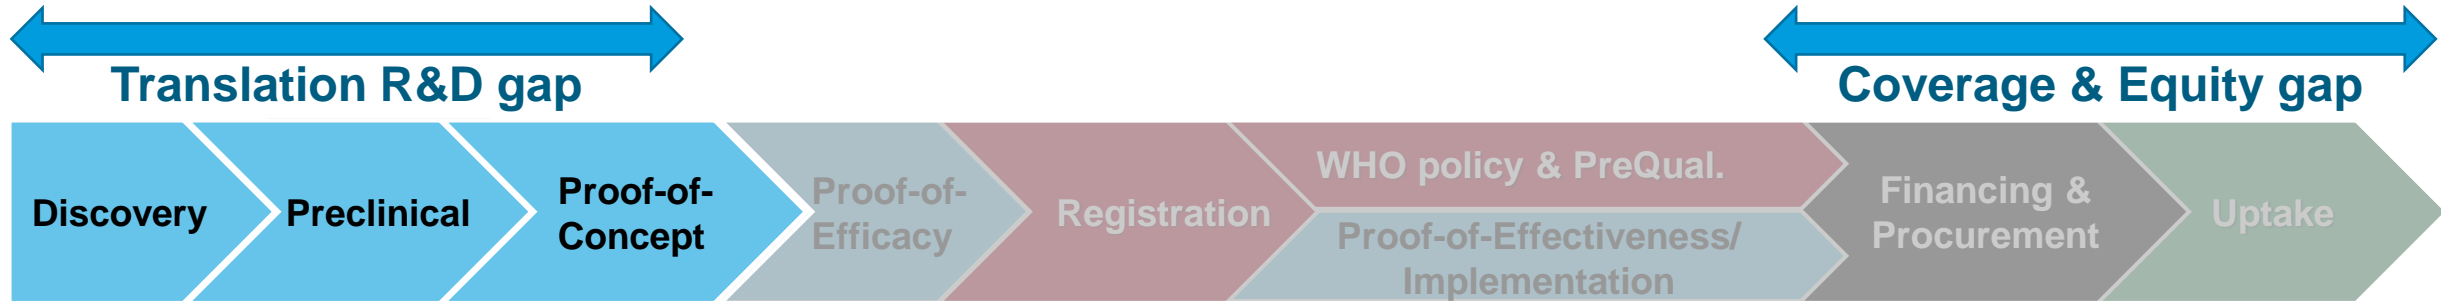 Translation R&D gap
Coverage & Equity gap
Discovery
Preclinical
Proof-of-
Concept
Proof-of-
Efficacy
Registration
WHO policy & PreQual.
Proof-of-Effectiveness/
Implementation
Financing &
Procurement
Uptake